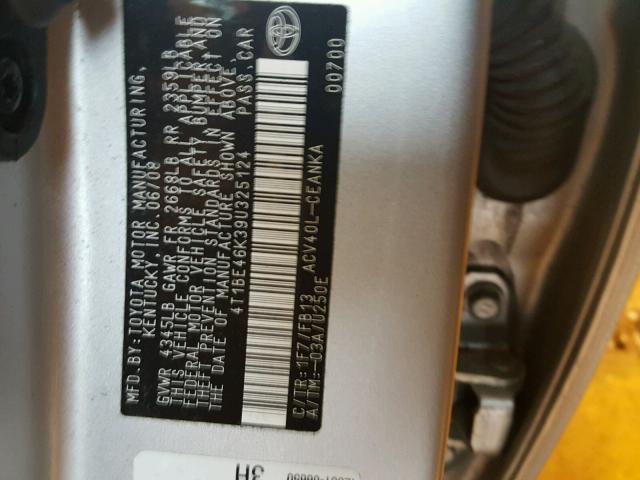 MFD.BY:TOYOTA MOTOR MANUFACTURING,
KENTUCKY, INC. 06/08
GVWR 4345LB GAWR FR 2668LB RR 2359LB
THIS VEHICLE CONFORMS TO ALL APPLICABLE
FEDERAL MOTOR VEHICLE SAFETY, BUMPER, AND
THEFT PREVENTION STANDARDS IN EFFECT ON
THE DATE OF MANUFACTURE SHOWN ABOVE.
4T1BE46K39U325124 PASS.CAR
C/TR:1F7/FB13 ACV40L-CEANKA
A/TM:-03A/U250E 00700
3H